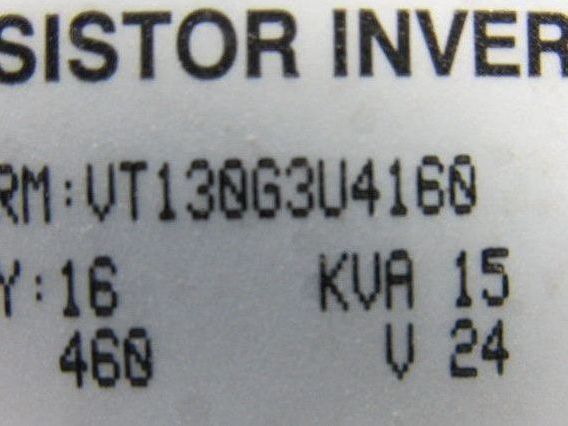 SISTOR INVER
RM:VT130G3U4160
Y:16 KVA 15
460 V 24